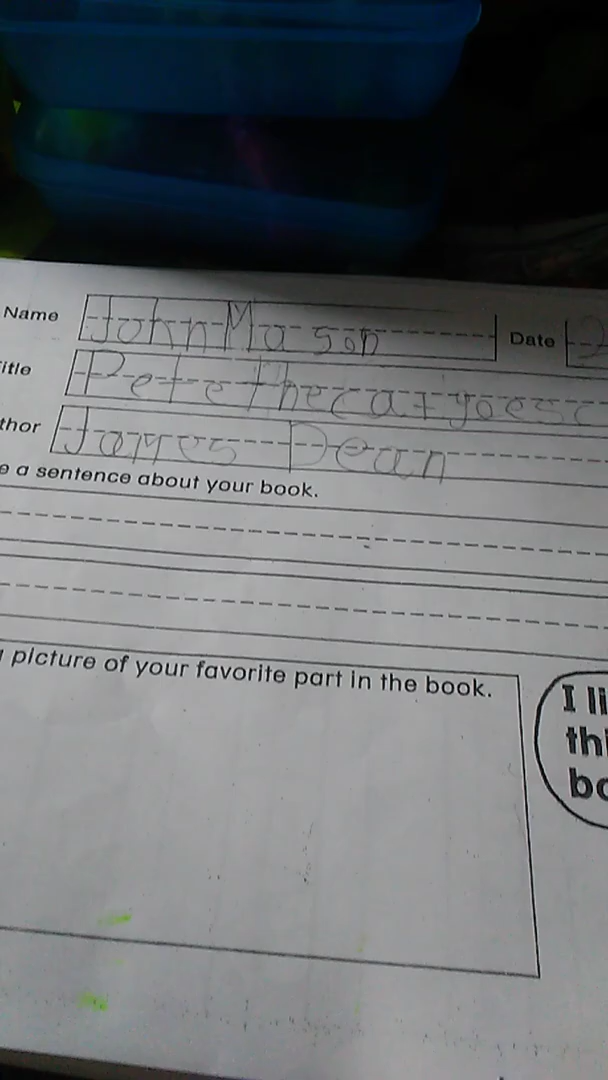 Name John Mason Date
itle Pete the cat goes c
thor James Dean
e a sentence about your book.
picture of your favorite part in the book.
I li
thi
bo